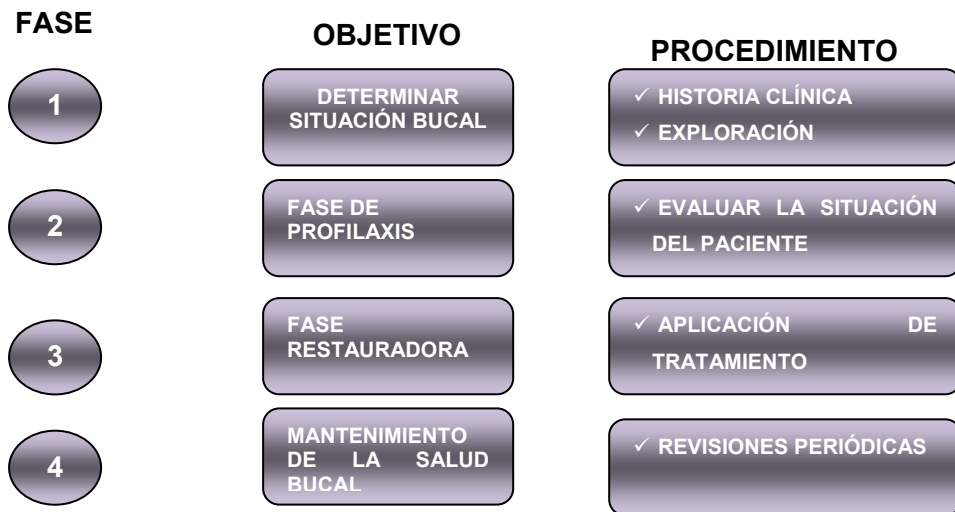 FASE
OBJETIVO
PROCEDIMIENTO
1
DETERMINAR
SITUACIÓN BUCAL
✓ HISTORIA CLÍNICA
✓ EXPLORACIÓN
2
FASE DE
PROFILAXIS
✓ EVALUAR LA SITUACIÓN
DEL PACIENTE
3
FASE
RESTAURADORA
✓ APLICACIÓN DE
TRATAMIENTO
4
MANTENIMIENTO
DE LA SALUD
BUCAL
✓ REVISIONES PERIÓDICAS